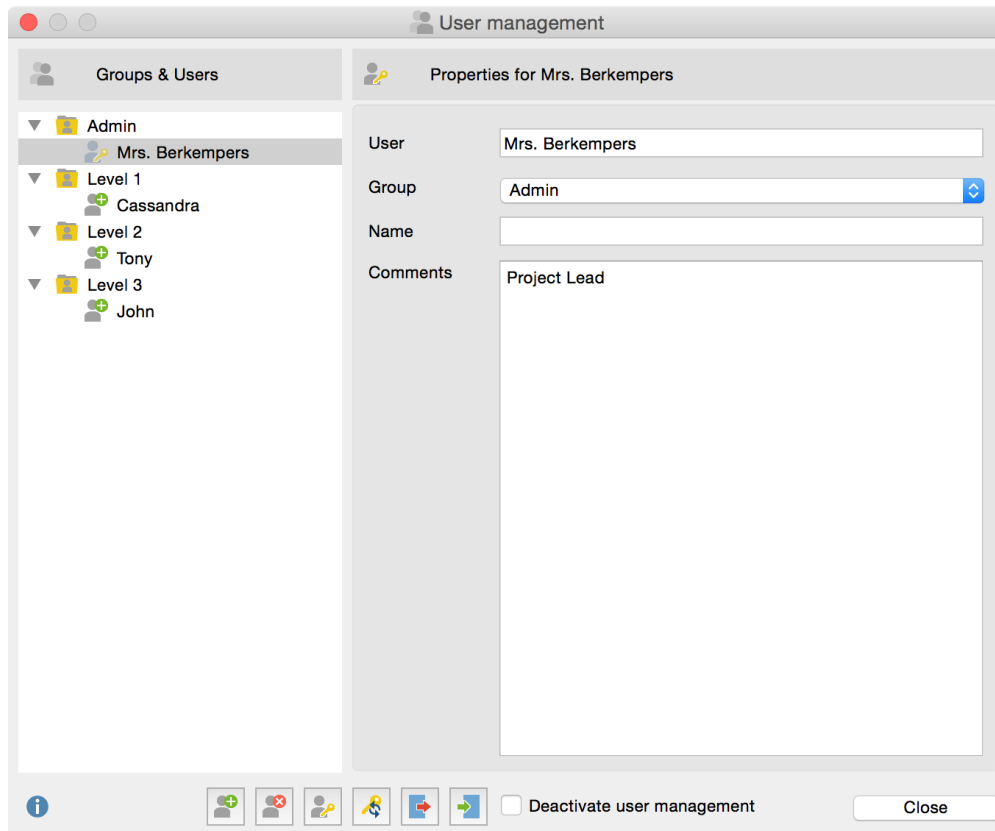 User management
Groups & Users
Properties for Mrs. Berkempers
Admin
Mrs. Berkempers
Level 1
Cassandra
Level 2
Tony
Level 3
John
User
Mrs. Berkempers
Group
Admin
Name
Comments
Project Lead
Deactivate user management
Close